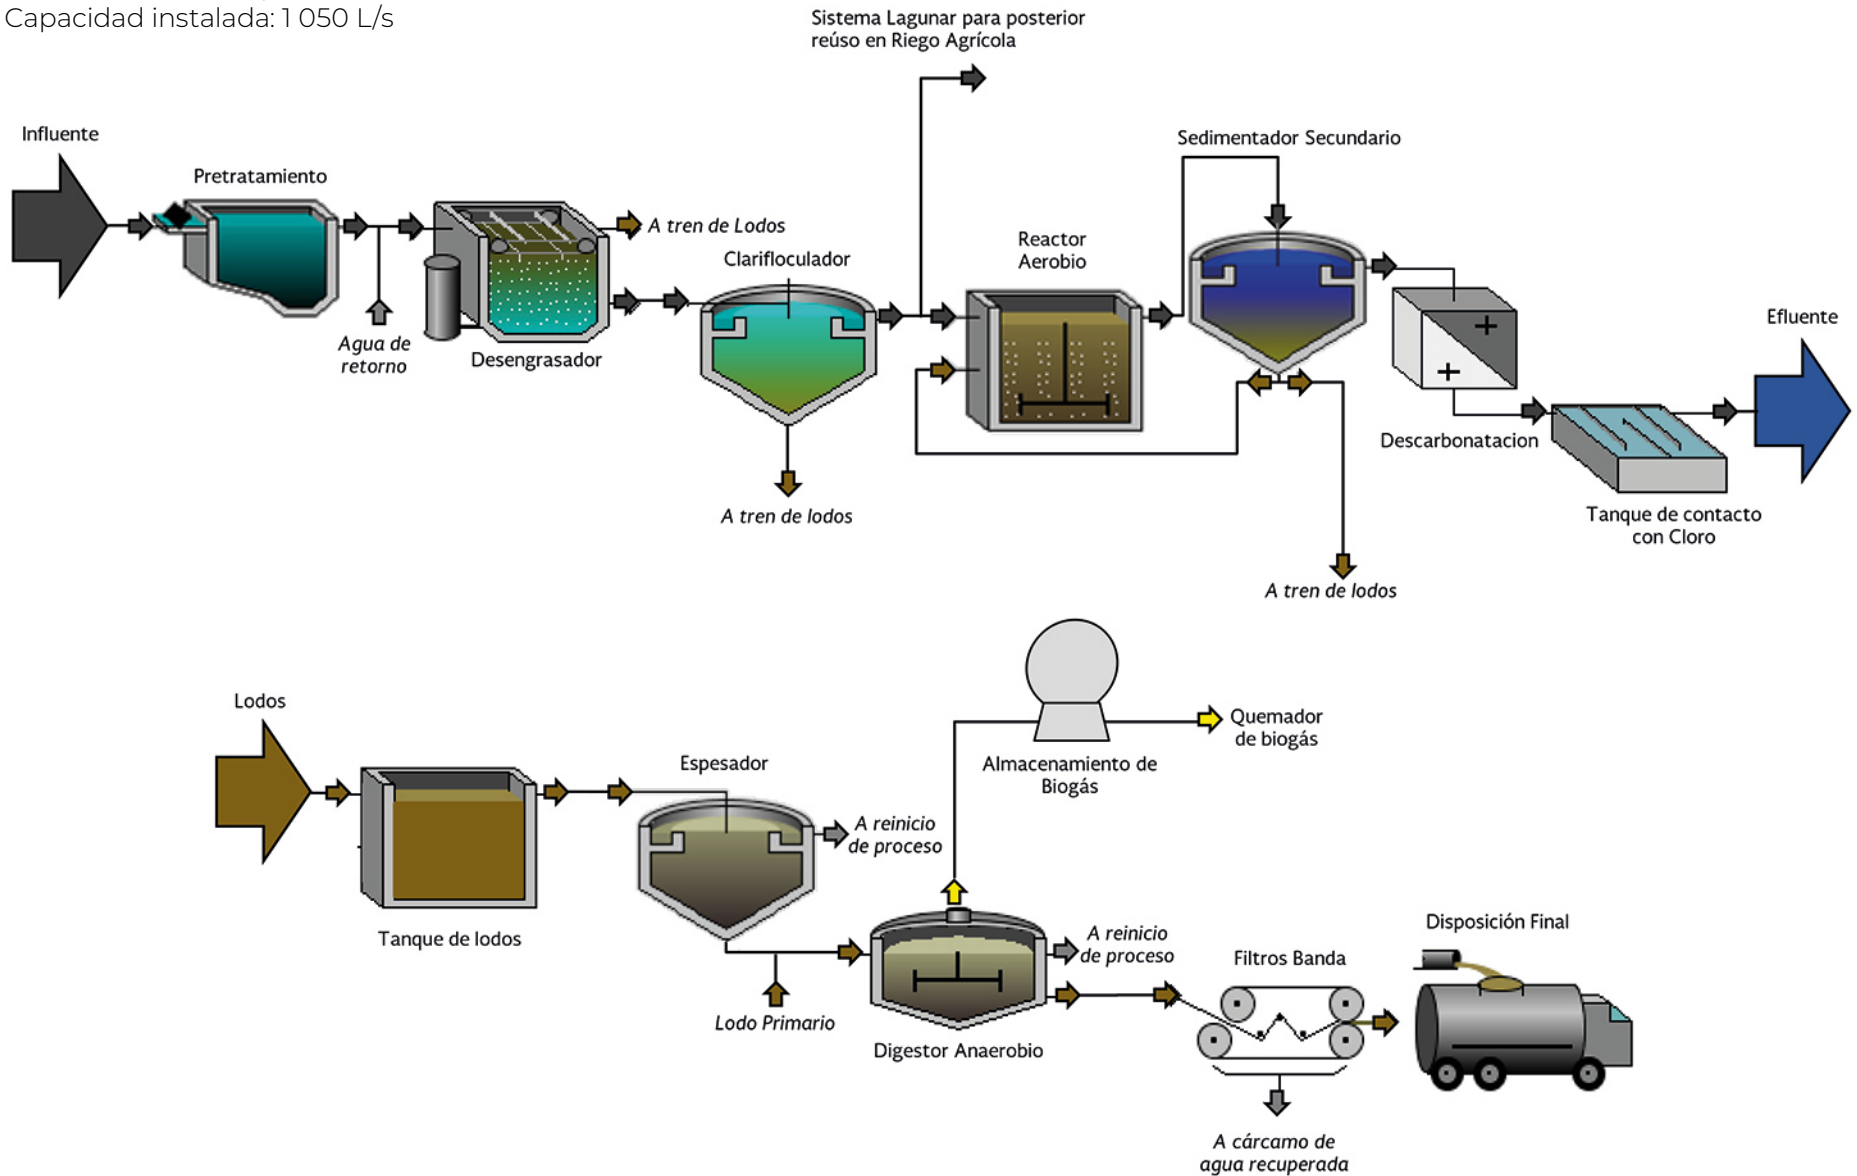 Capacidad instalada: 1 050 L/s
Sistema Lagunar para posterior
reúso en Riego Agrícola
Influente
Pretratamiento
Agua de
retorno
A tren de Lodos
Desengrasador
Clarifloculador
A tren de lodos
Reactor
Aerobio
Sedimentador Secundario
A tren de lodos
Descarbonatacion
Tanque de contacto
con Cloro
Efluente
Lodos
Tanque de lodos
Espesador
A reinicio
de proceso
Lodo Primario
Almacenamiento de
Biogás
Quemador
de biogás
A reinicio
de proceso
Digestor Anaerobio
Filtros Banda
A cárcamo de
agua recuperada
Disposición Final